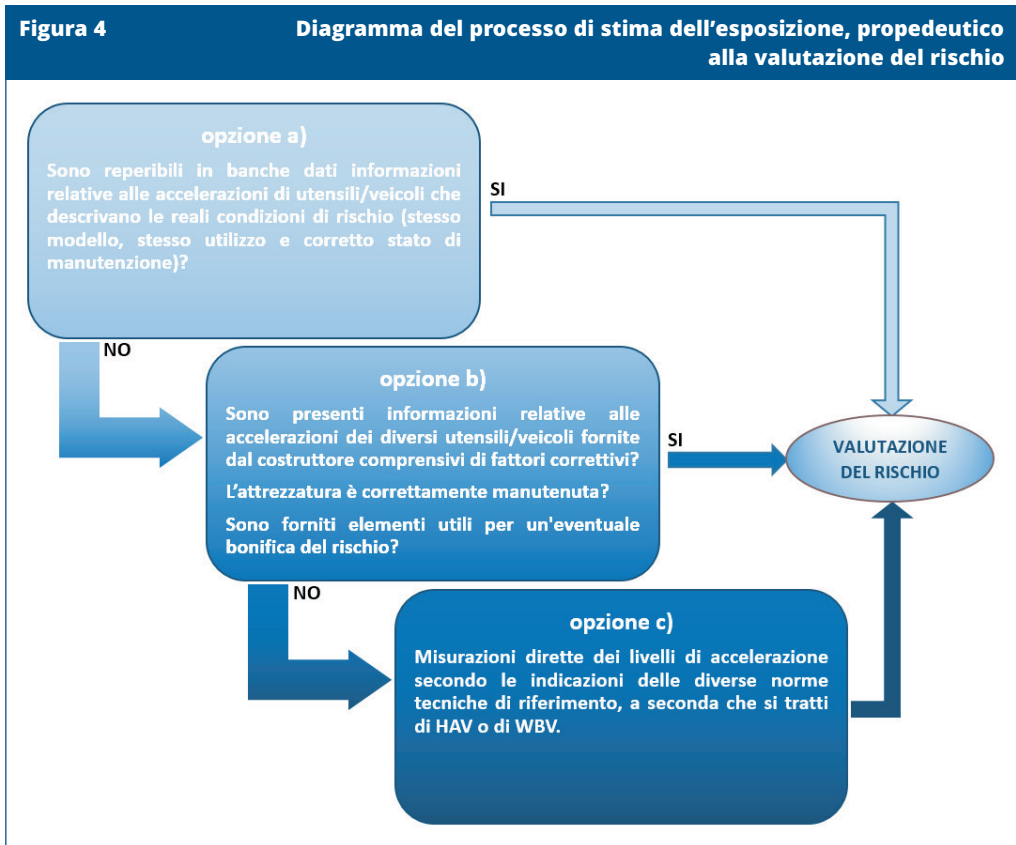 Figura 4
Diagramma del processo di stima dell’esposizione, propedeutico
alla valutazione del rischio
opzione a)
Sono reperibili in banche dati informazioni
relative alle accelerazioni di utensili/veicoli che
descrivano le reali condizioni di rischio (stesso
modello, stesso utilizzo e corretto stato di
manutenzione)?
SI
NO
opzione b)
Sono presenti informazioni relative alle
accelerazioni dei diversi utensili/veicoli fornite
dal costruttore comprensivi di fattori correttivi?
L’attrezzatura è correttamente manutenuta?
Sono forniti elementi utili per un'eventuale
bonifica del rischio?
SI
VALUTAZIONE
DEL RISCHIO
NO
opzione c)
Misurazioni dirette dei livelli di accelerazione
secondo le indicazioni delle diverse norme
tecniche di riferimento, a seconda che si tratti
di HAV o di WBV.